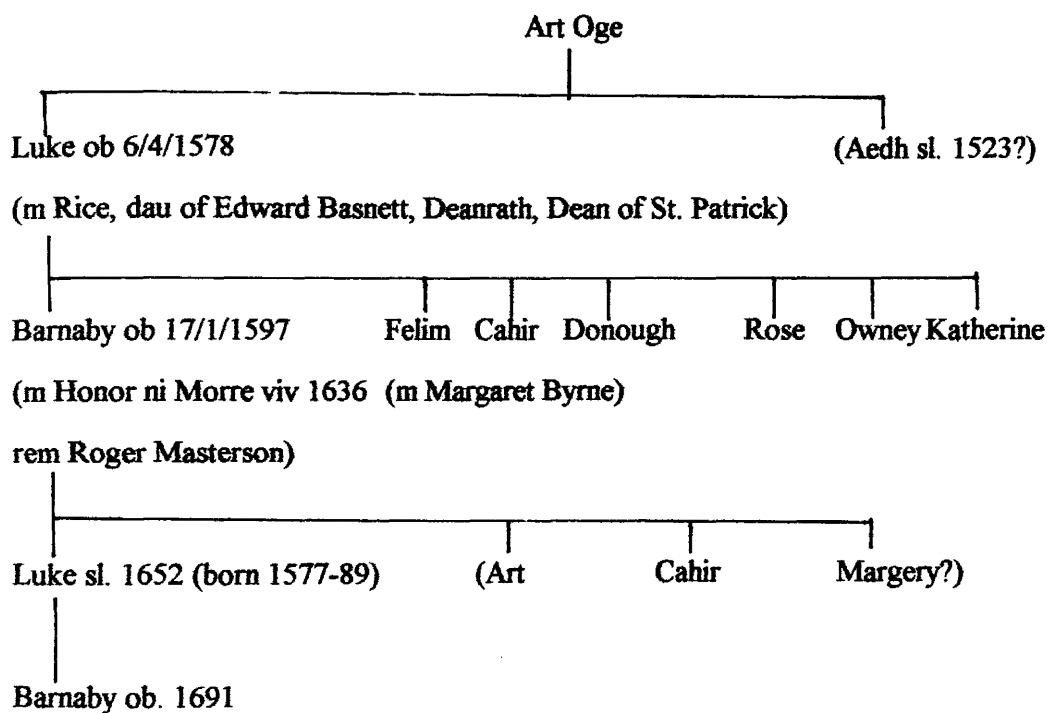 Art Oge
Luke ob 6/4/1578 (Aedh sl. 1523?)
(m Rice, dau of Edward Basnett, Deanrath, Dean of St. Patrick)
Barnaby ob 17/1/1597 Felim Cahir Donough Rose Owney Katherine
(m Honor ni Morre viv 1636 (m Margaret Byrne)
rem Roger Masterson)
Luke sl. 1652 (born 1577-89) (Art Cahir Margery?)
Barnaby ob. 1691